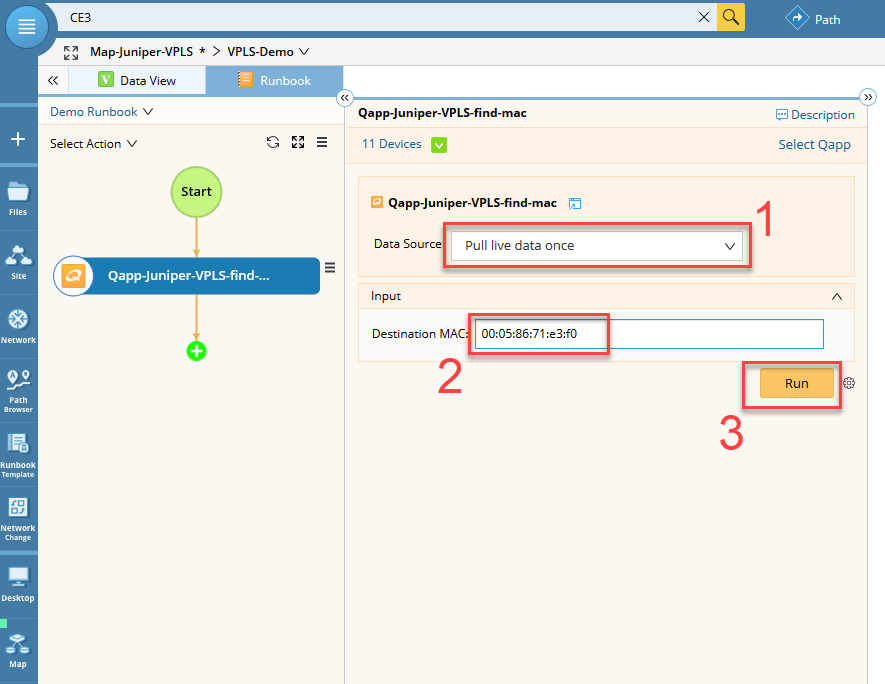 CE3
Path
Map-Juniper-VPLS * > VPLS-Demo
Data View
Runbook
Demo Runbook
Select Action
Start
Qapp-Juniper-VPLS-find-...
Qapp-Juniper-VPLS-find-mac
Description
11 Devices
Select Qapp
Qapp-Juniper-VPLS-find-mac
Data Source:
Pull live data once
1
Input
Destination MAC:
00:05:86:71:e3:f0
2
Run
3
Files
Site
Network
Path
Browser
Runbook
Template
Network
Change
Desktop
Map